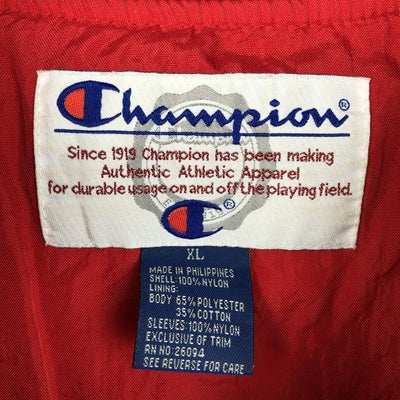 Champion®
Since 1919 Champion has been making
Authentic Athletic Apparel
for durable usage on and off the playing field.
®
XL
MADE IN PHILIPPINES
SHELL: 100% NYLON
LINING:
BODY: 65% POLYESTER
35% COTTON
SLEEVES: 100% NYLON
EXCLUSIVE OF TRIM
RN NO: 26094
SEE REVERSE FOR CARE